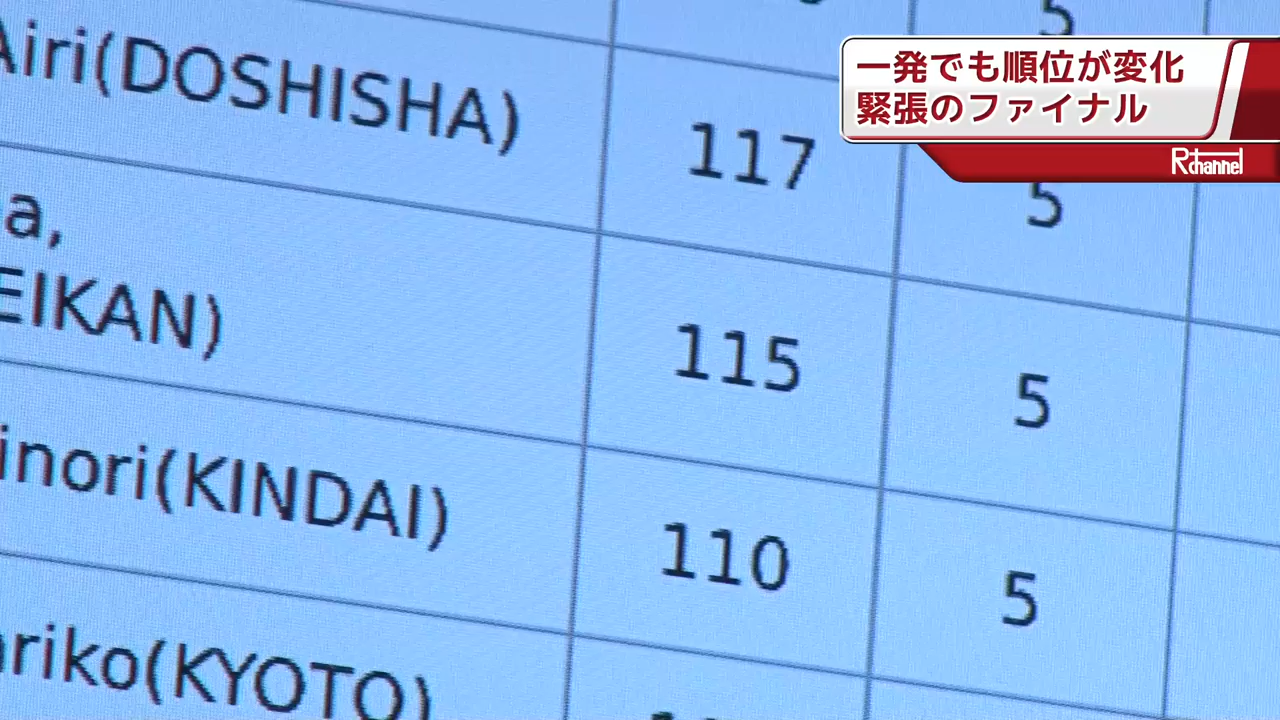 一発でも順位が変化
緊張のファイナル
Rchannel
5
Airi(DOSHISHA)
117
5
a,
EIKAN)
115
5
inori(KINDAI)
110
5
ariko(KYOTO)